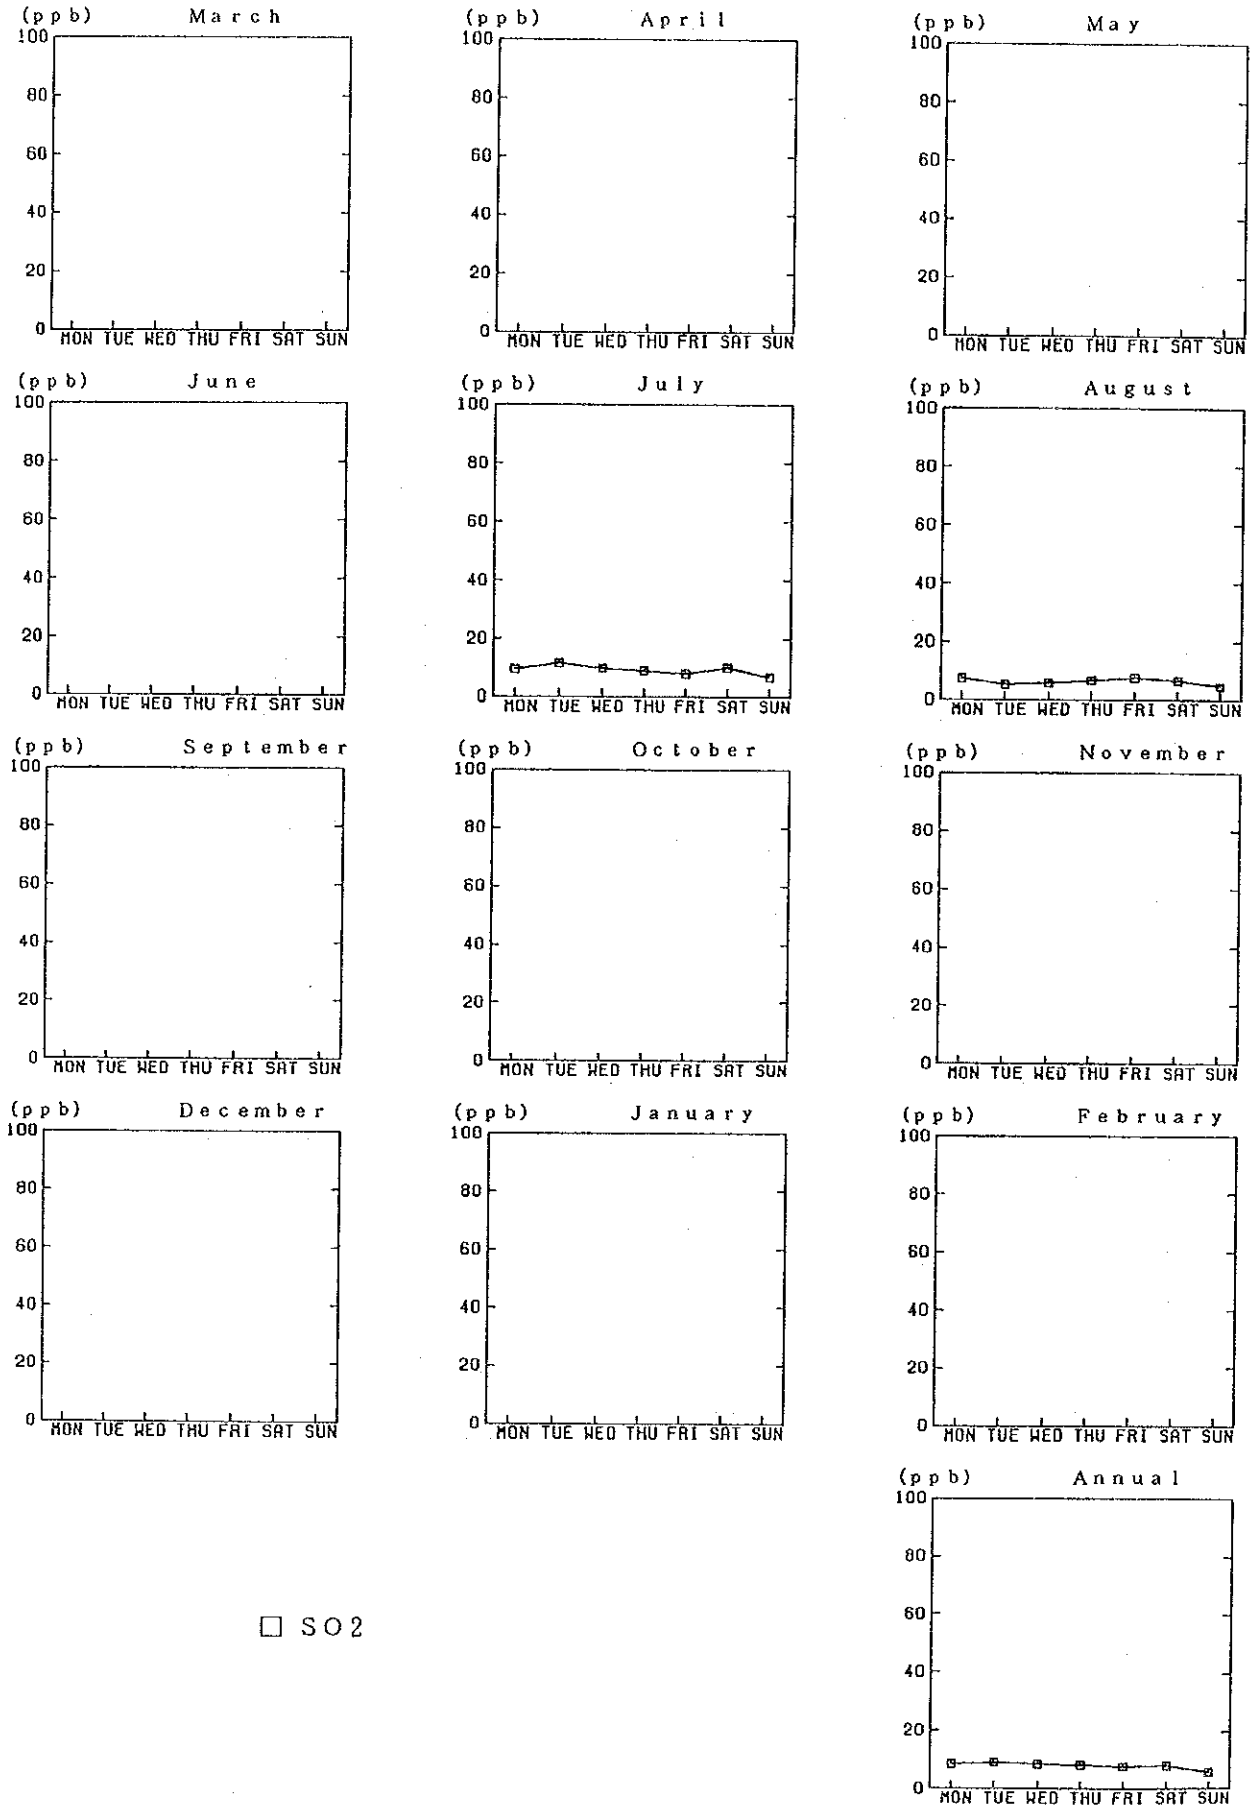 (ppb) March
100
80
60
40
20
0
MON TUE WED THU FRI SAT SUN
(ppb) April
100
80
60
40
20
0
MON TUE WED THU FRI SAT SUN
(ppb) May
100
80
60
40
20
0
MON TUE WED THU FRI SAT SUN
(ppb) June
100
80
60
40
20
0
MON TUE WED THU FRI SAT SUN
(ppb) July
100
80
60
40
20
0
MON TUE WED THU FRI SAT SUN
(ppb) August
100
80
60
40
20
0
MON TUE WED THU FRI SAT SUN
(ppb) September
100
80
60
40
20
0
MON TUE WED THU FRI SAT SUN
(ppb) October
100
80
60
40
20
0
MON TUE WED THU FRI SAT SUN
(ppb) November
100
80
60
40
20
0
MON TUE WED THU FRI SAT SUN
(ppb) December
100
80
60
40
20
0
MON TUE WED THU FRI SAT SUN
(ppb) January
100
80
60
40
20
0
MON TUE WED THU FRI SAT SUN
(ppb) February
100
80
60
40
20
0
MON TUE WED THU FRI SAT SUN
(ppb) Annual
100
80
60
40
20
0
MON TUE WED THU FRI SAT SUN
□ SO2